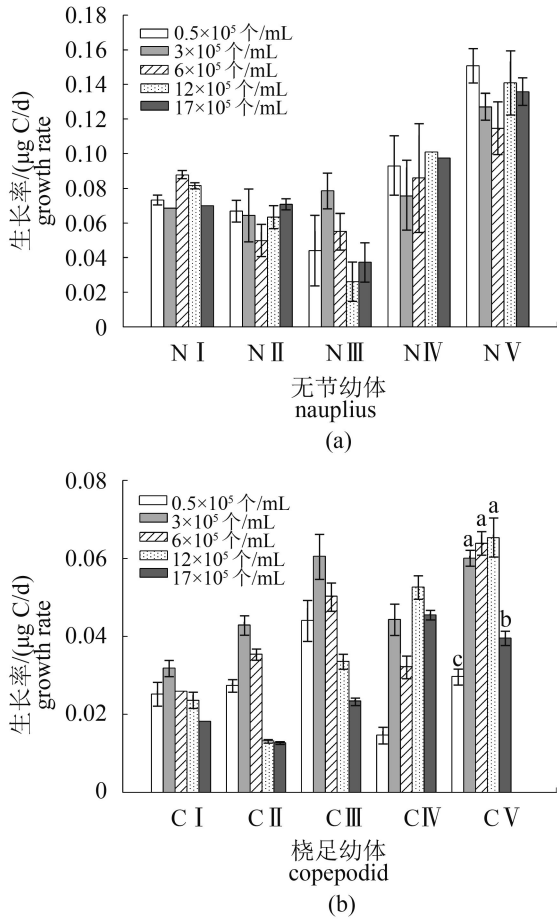 0.18
0.16
0.14
0.12
0.10
0.08
0.06
0.04
0.02
0
生长率/(μg C/d)
growth rate
0.5×10⁵ 个/mL
3×10⁵ 个/mL
6×10⁵ 个/mL
12×10⁵ 个/mL
17×10⁵ 个/mL
N Ⅰ N Ⅱ N Ⅲ N Ⅳ N Ⅴ
无节幼体
nauplius
(a)
0.08
0.06
0.04
0.02
0
生长率/(μg C/d)
growth rate
0.5×10⁵ 个/mL
3×10⁵ 个/mL
6×10⁵ 个/mL
12×10⁵ 个/mL
17×10⁵ 个/mL
c a a a b
C Ⅰ C Ⅱ C Ⅲ C Ⅳ C Ⅴ
桡足幼体
copepodid
(b)